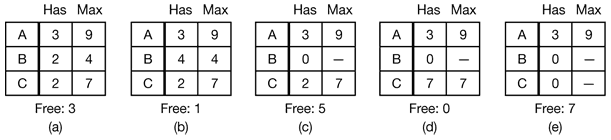 Has Max Has Max Has Max Has Max Has Max
A 3 9 A 3 9 A 3 9 A 3 9 A 3 9
B 2 4 B 4 4 B 0 — B 0 — B 0 —
C 2 7 C 2 7 C 2 7 C 7 7 C 0 —
Free: 3 Free: 1 Free: 5 Free: 0 Free: 7
(a) (b) (c) (d) (e)